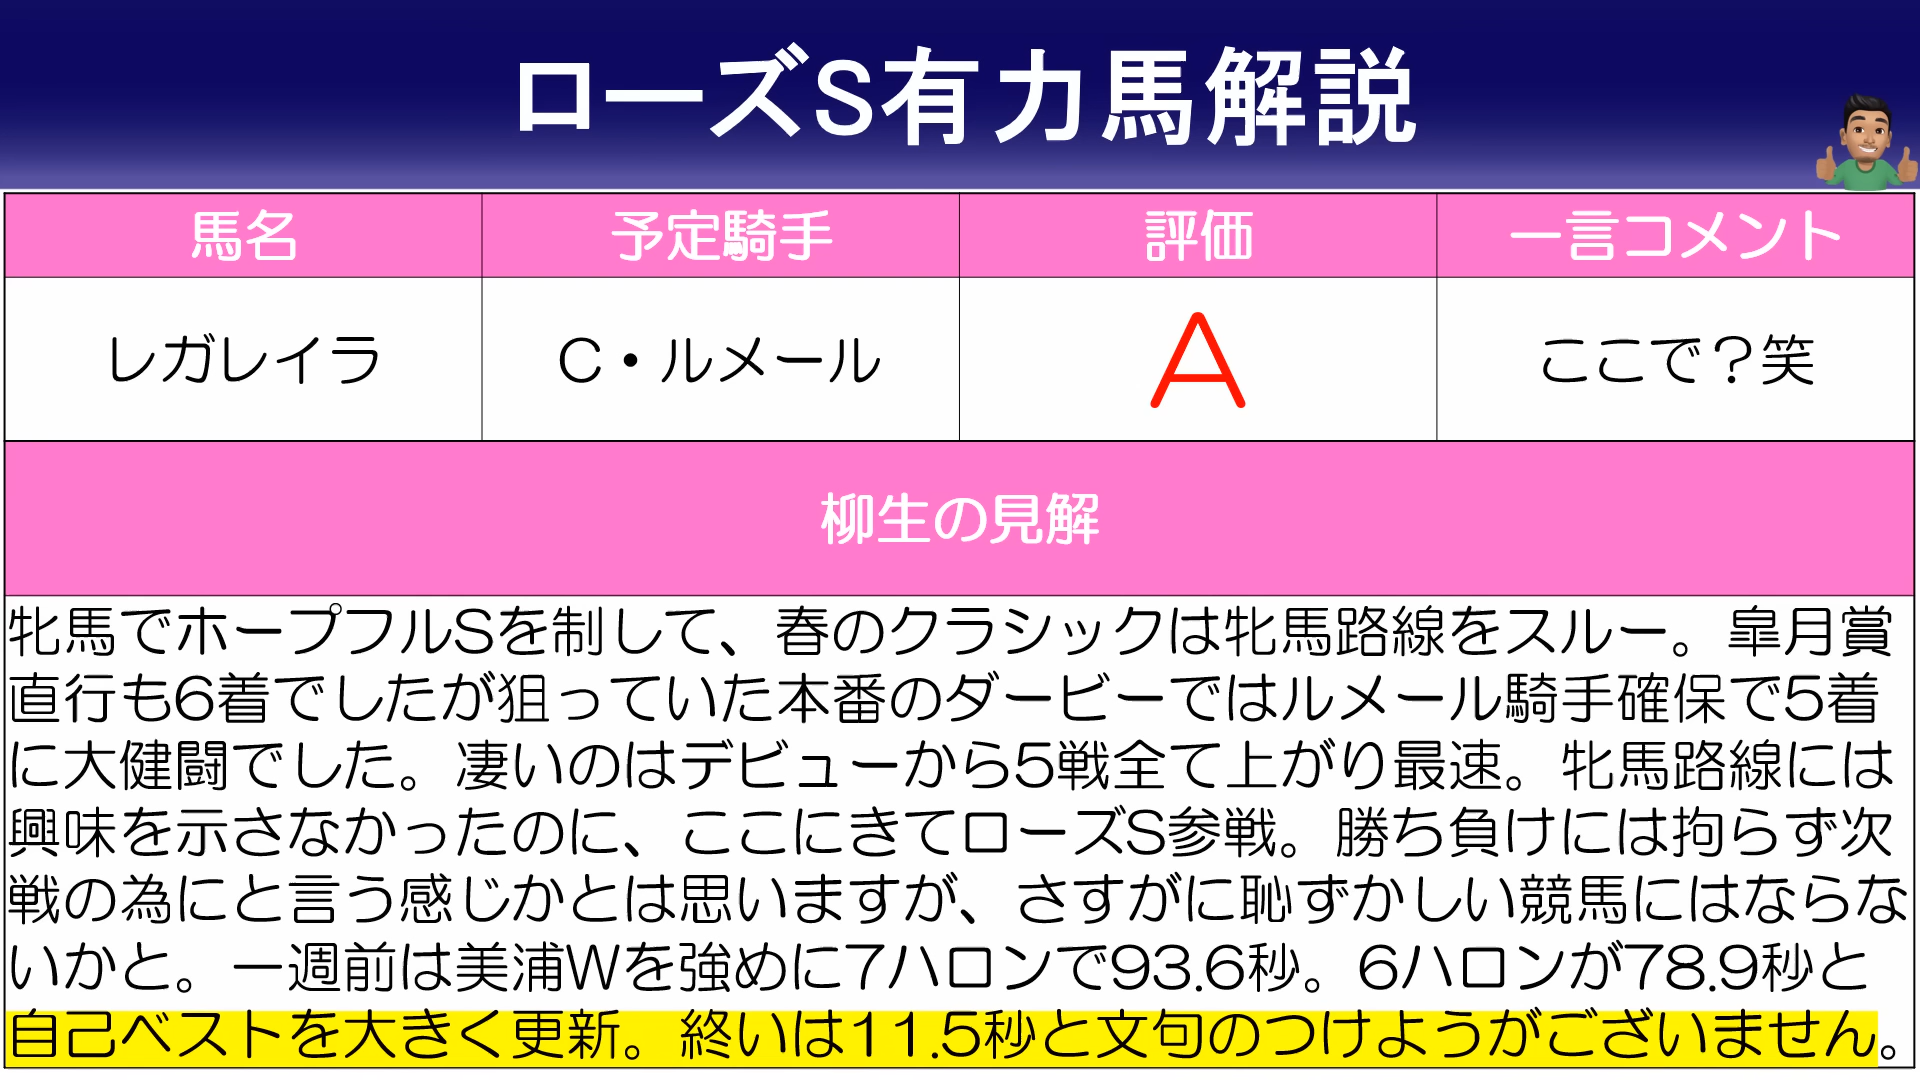 ローズS有力馬解説
馬名
予定騎手
評価
一言コメント
レガレイラ
C・ルメール
A
ここで？笑
柳生の見解
牝馬でホープフルSを制して、春のクラシックは牝馬路線をスルー。皐月賞
直行も6着でしたが狙っていた本番のダービーではルメール騎手確保で5着
に大健闘でした。凄いのはデビューから5戦全て上がり最速。牝馬路線には
興味を示さなかったのに、ここにきてローズS参戦。勝ち負けには拘らず次
戦の為にと言う感じかとは思いますが、さすがに恥ずかしい競馬にはならな
いかと。一週前は美浦Wを強めに7ハロンで93.6秒。6ハロンが78.9秒と
自己ベストを大きく更新。終いは11.5秒と文句のつけようがございません。